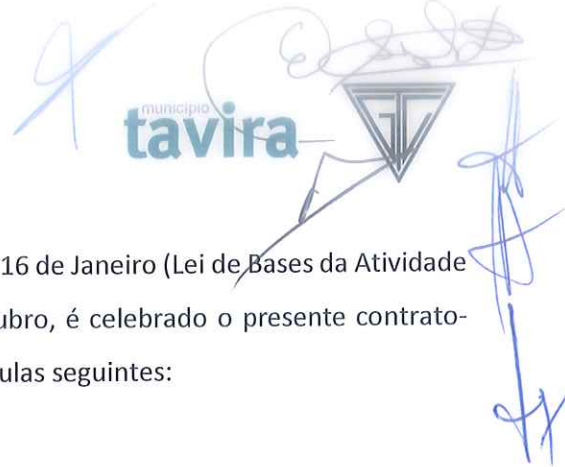 município
tavira
16 de Janeiro (Lei de Bases da Atividade
ubro, é celebrado o presente contrato-
ulas seguintes: